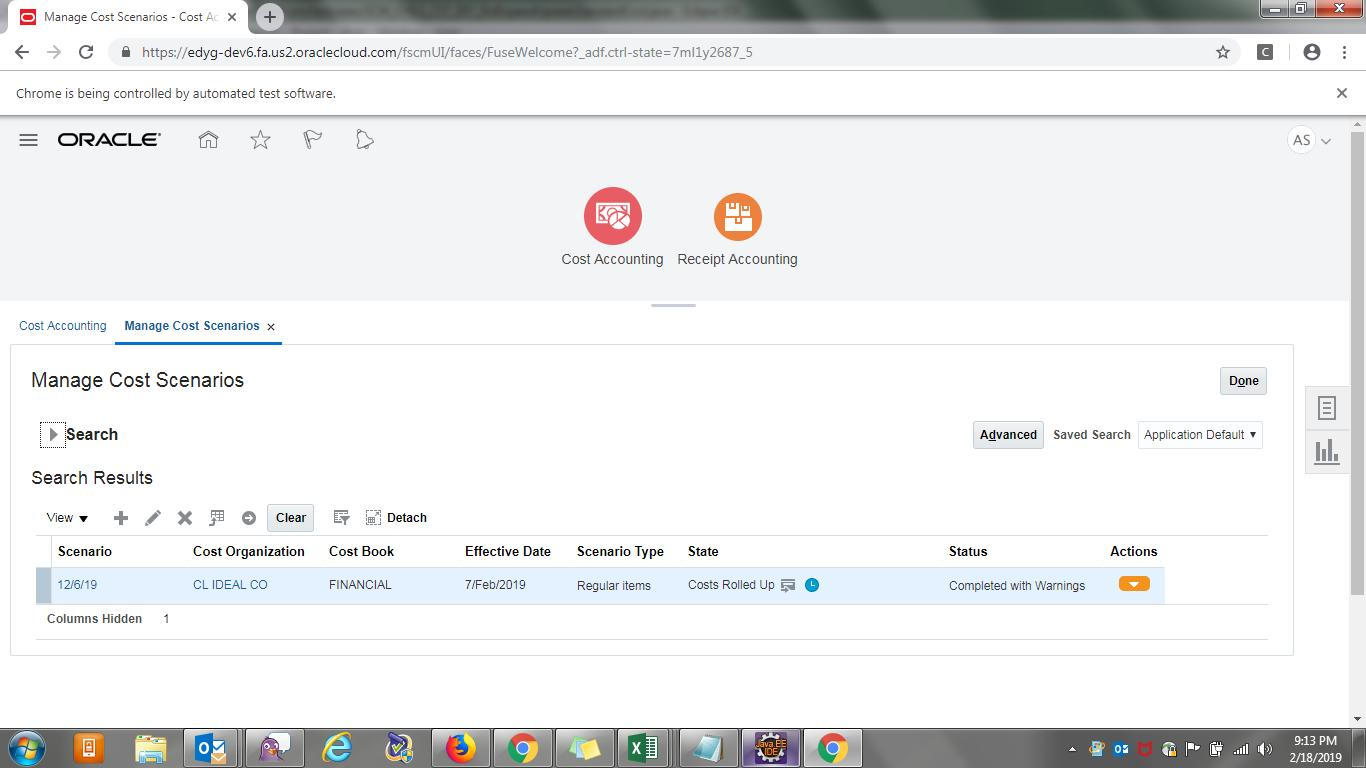 Manage Cost Scenarios - Cost Ac
https://edyg-dev6.fa.us2.oraclecloud.com/fscmUI/faces/FuseWelcome?_adf.ctrl-state=7ml1y2687_5
C
Chrome is being controlled by automated test software.
ORACLE
AS
Cost Accounting
Receipt Accounting
Cost Accounting
Manage Cost Scenarios
Manage Cost Scenarios
Done
Search
Advanced
Saved Search
Application Default
Search Results
View
Clear
Detach
Scenario Cost Organization Cost Book Effective Date Scenario Type State Status Actions
12/6/19 CL IDEAL CO FINANCIAL 7/Feb/2019 Regular items Costs Rolled Up Completed with Warnings
Columns Hidden 1
Java EE
IDE
9:13 PM
2/18/2019